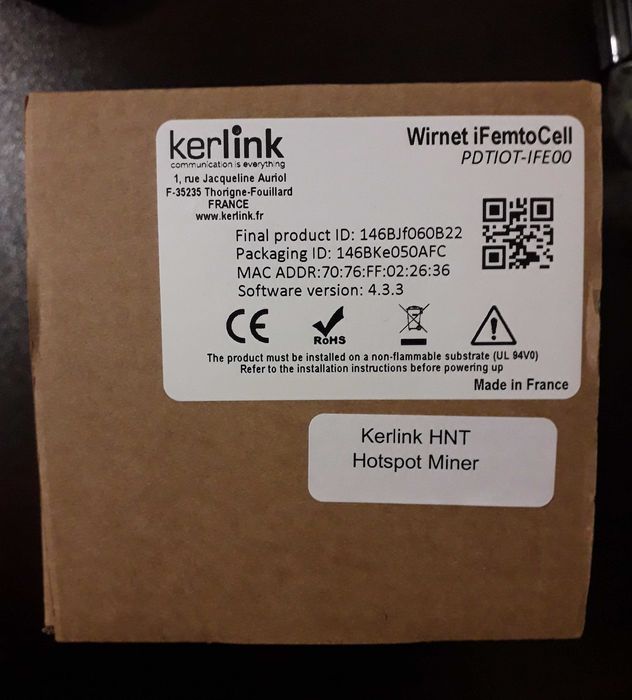 kerlink
communication is everything
1, rue Jacqueline Auriol
F-35235 Thorigne-Fouillard
FRANCE
www.kerlink.fr
Wirnet iFemtoCell
PDTIOT-IFE00
Final product ID: 146BJf060B22
Packaging ID: 146BKe050AFC
MAC ADDR:70:76:FF:02:26:36
Software version: 4.3.3
CE
RoHS
The product must be installed on a non-flammable substrate (UL 94V0)
Refer to the installation instructions before powering up
Made in France
Kerlink HNT
Hotspot Miner